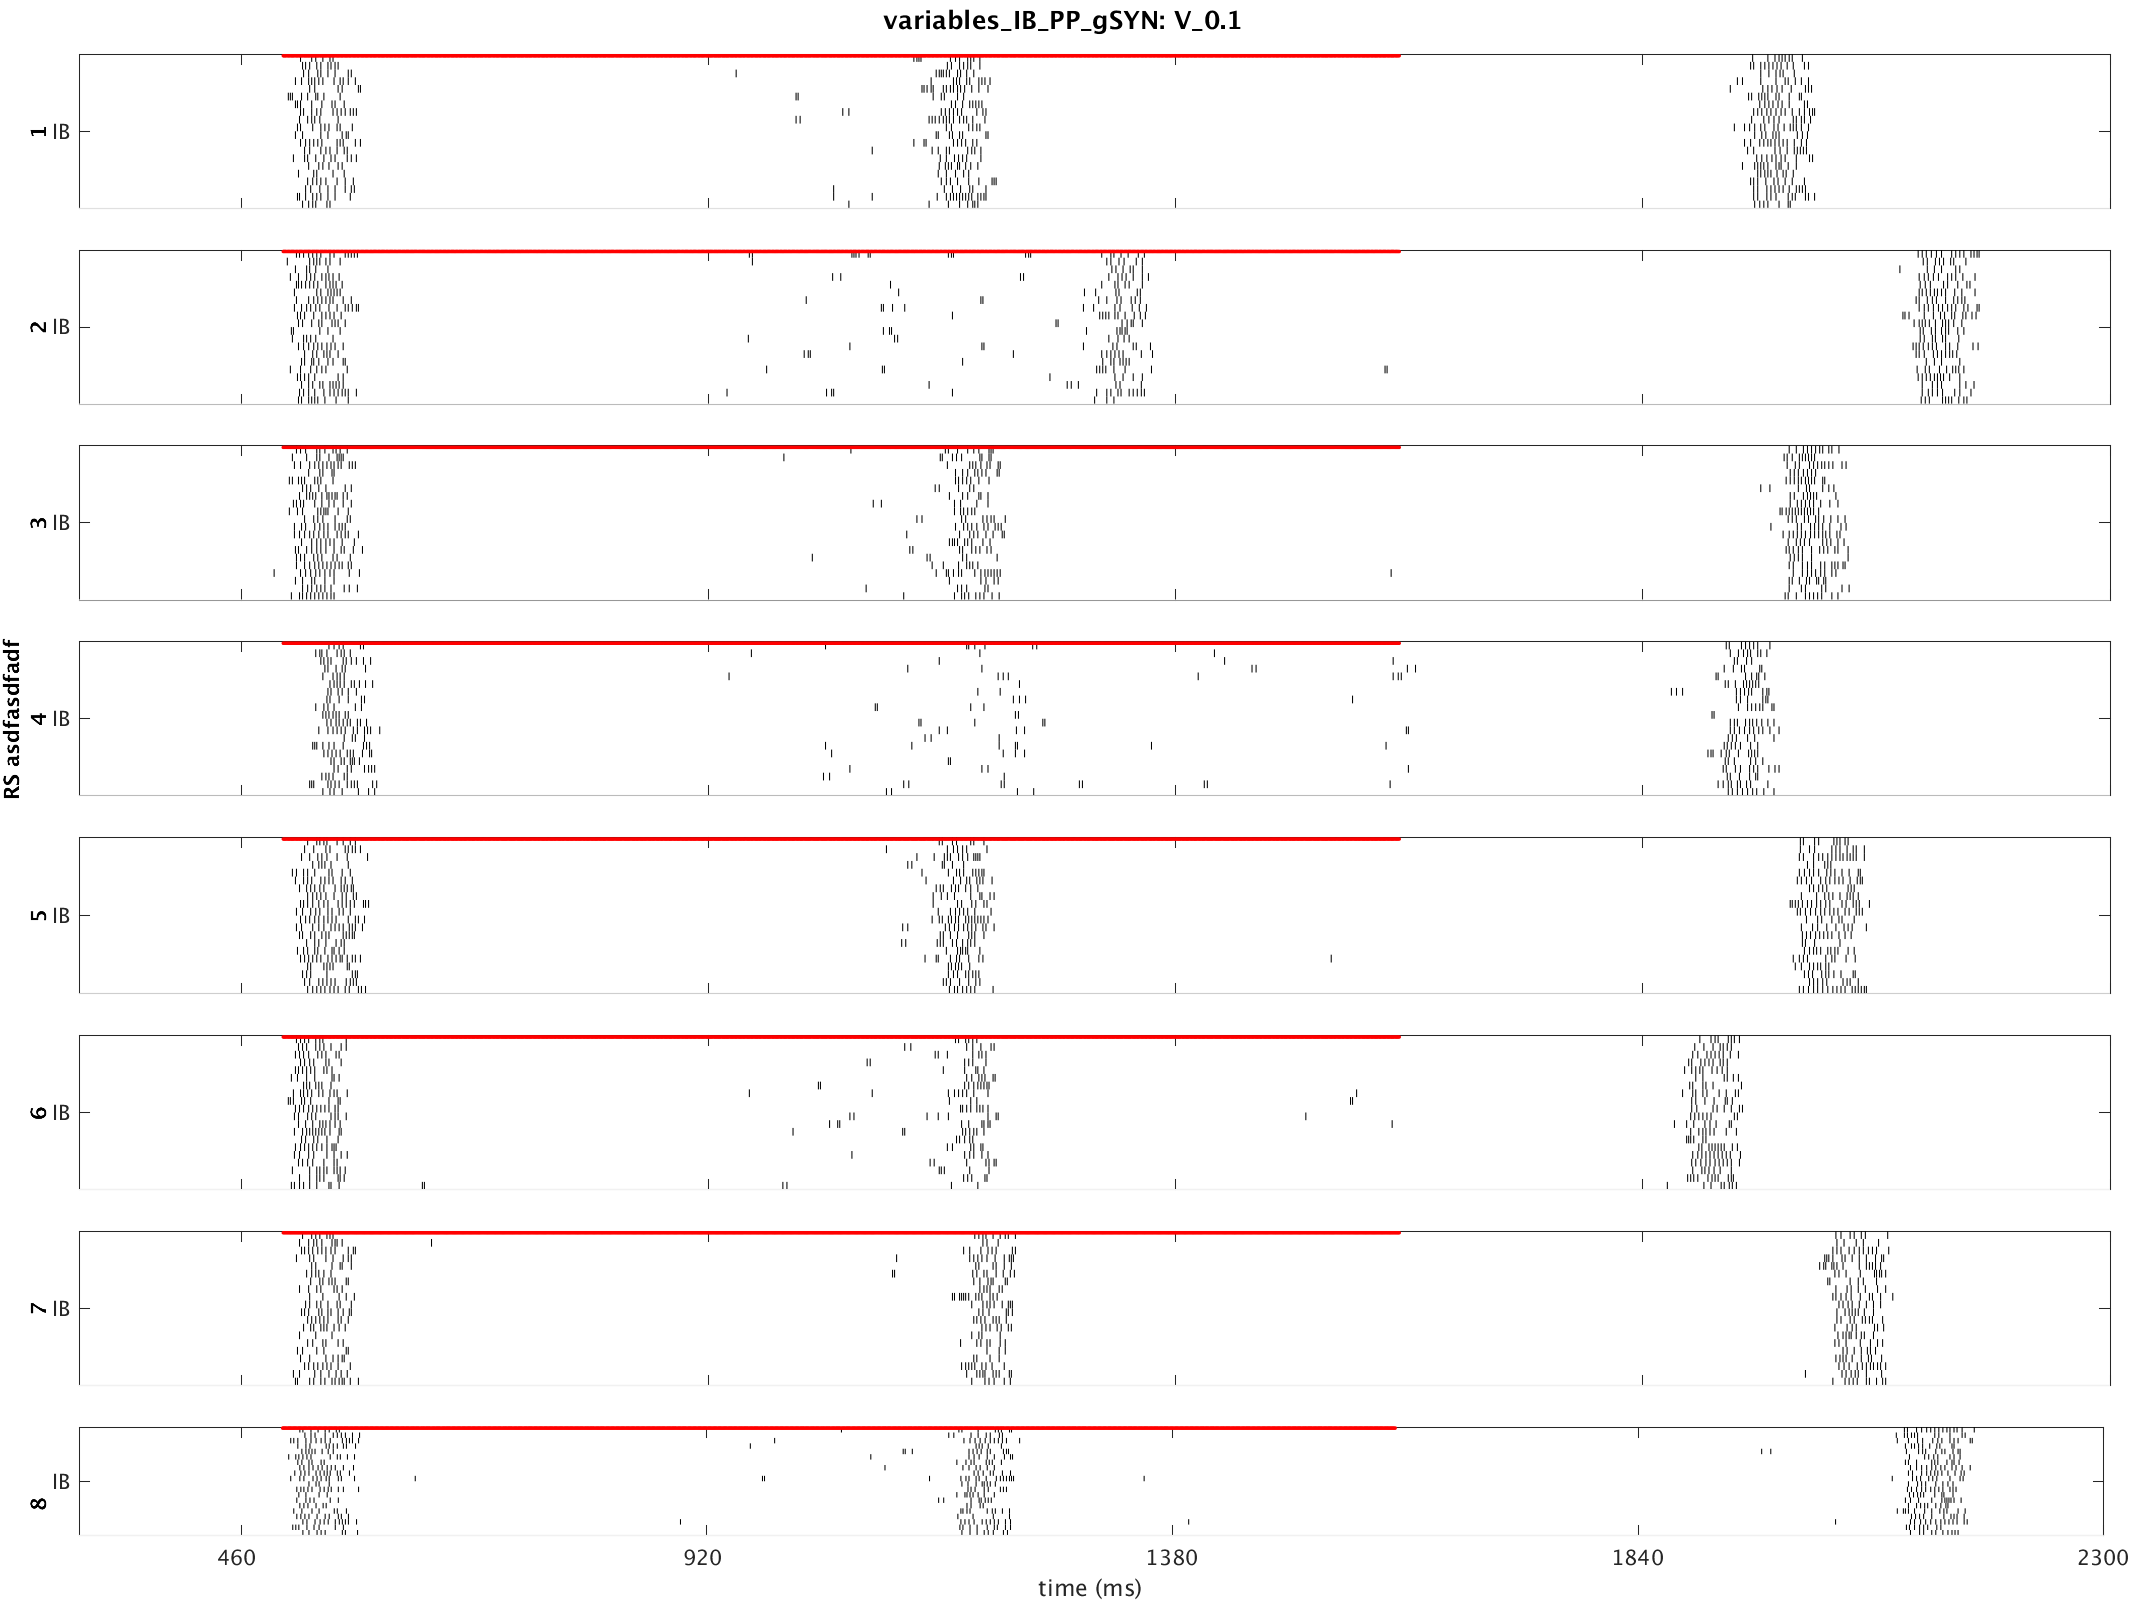 variables_IB_PP_gSYN: V_0.1
1 IB
2 IB
3 IB
RS asdfasdfadf
4 IB
5 IB
6 IB
7 IB
8 IB
460 920 1380 1840 2300
time (ms)